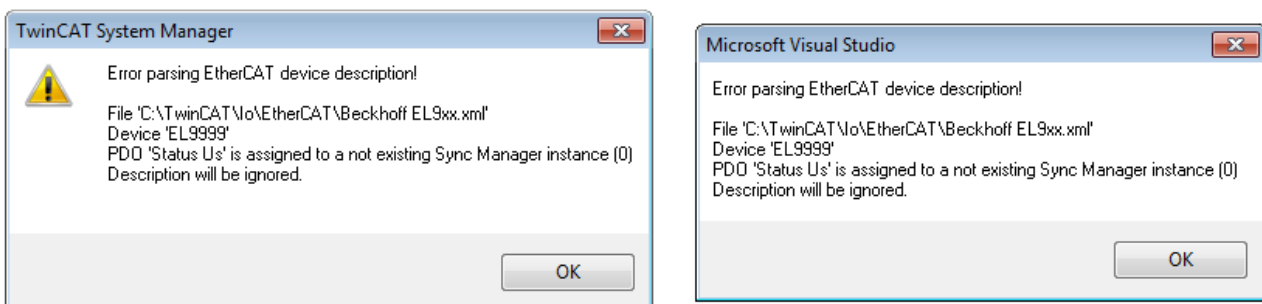 TwinCAT System Manager
Error parsing EtherCAT device description!
File 'C:\TwinCAT\Io\EtherCAT\Beckhoff EL9xx.xml'
Device 'EL9999'
PDO 'Status Us' is assigned to a not existing Sync Manager instance (0)
Description will be ignored.
OK
Microsoft Visual Studio
Error parsing EtherCAT device description!
File 'C:\TwinCAT\Io\EtherCAT\Beckhoff EL9xx.xml'
Device 'EL9999'
PDO 'Status Us' is assigned to a not existing Sync Manager instance (0)
Description will be ignored.
OK